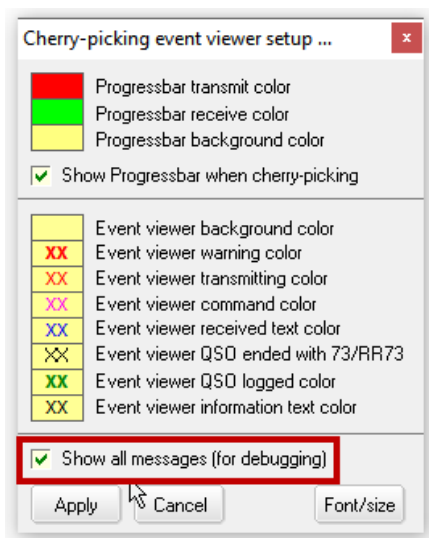 Cherry-picking event viewer setup ...
x
Progressbar transmit color
Progressbar receive color
Progressbar background color
Show Progressbar when cherry-picking
Event viewer background color
XX Event viewer warning color
XX Event viewer transmitting color
XX Event viewer command color
XX Event viewer received text color
XX Event viewer QSO ended with 73/RR73
XX Event viewer QSO logged color
XX Event viewer information text color
Show all messages (for debugging)
Apply Cancel Font/size